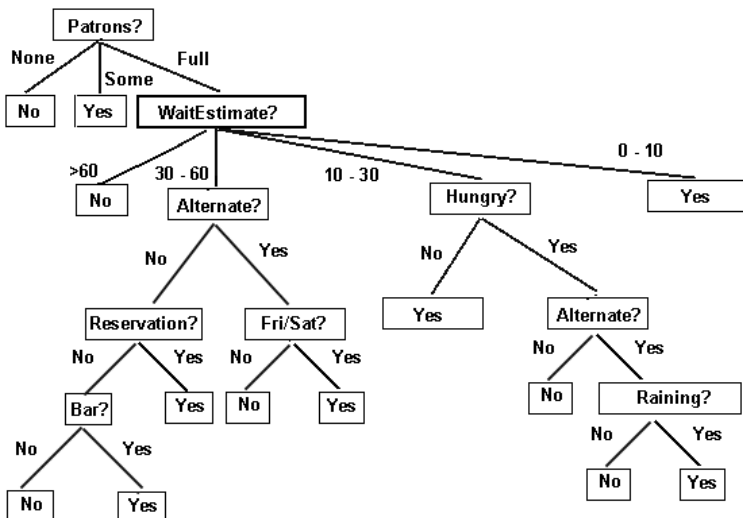 Patrons?
None
Some
Full
No
Yes
WaitEstimate?
>60
30 - 60
10 - 30
0 - 10
No
Alternate?
Hungry?
Yes
No
Yes
No
Yes
Reservation?
Fri/Sat?
Yes
Alternate?
No
Yes
No
Yes
No
Yes
Bar?
Yes
No
Yes
No
Raining?
No
Yes
No
Yes
No
Yes
No
Yes